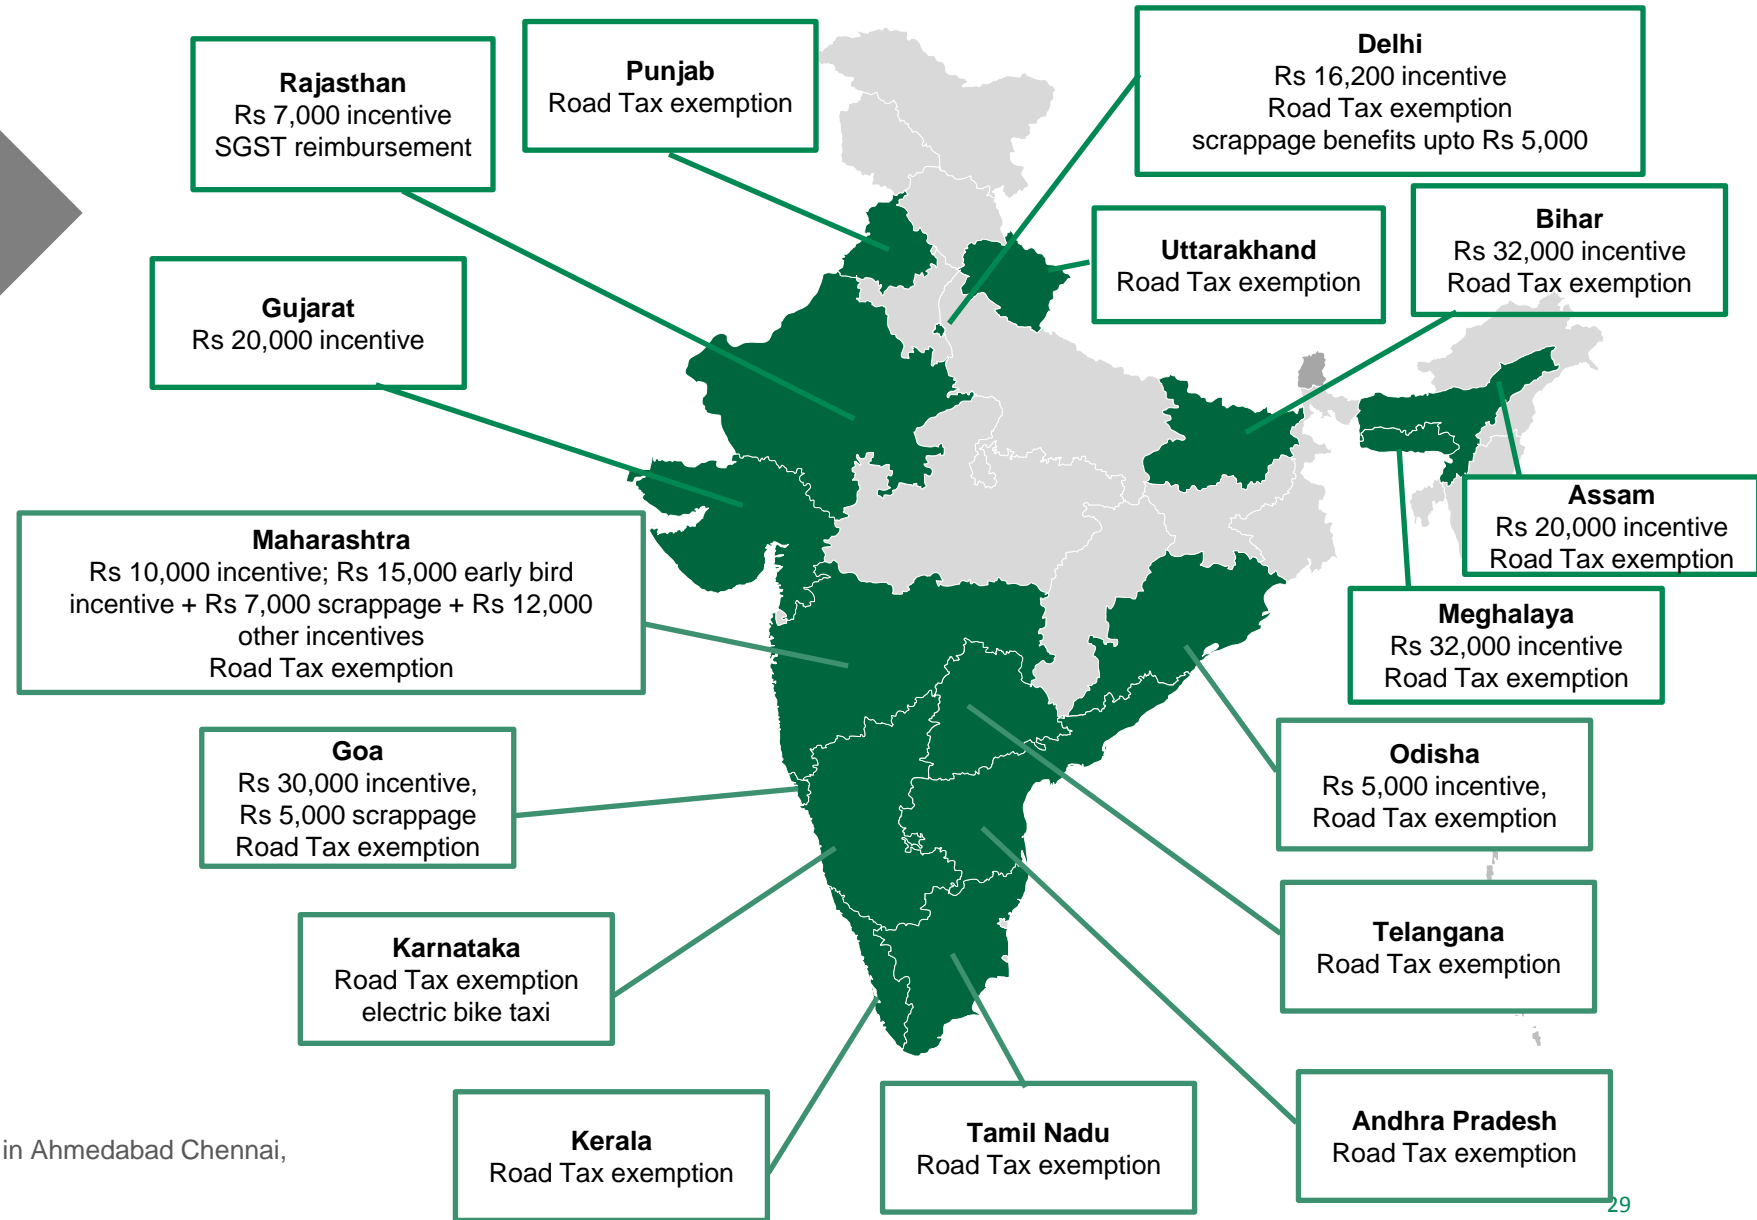 Rajasthan
Rs 7,000 incentive
SGST reimbursement
Punjab
Road Tax exemption
Delhi
Rs 16,200 incentive
Road Tax exemption
scrappage benefits upto Rs 5,000
Uttarakhand
Road Tax exemption
Bihar
Rs 32,000 incentive
Road Tax exemption
Gujarat
Rs 20,000 incentive
Assam
Rs 20,000 incentive
Road Tax exemption
Maharashtra
Rs 10,000 incentive; Rs 15,000 early bird
incentive + Rs 7,000 scrappage + Rs 12,000
other incentives
Road Tax exemption
Meghalaya
Rs 32,000 incentive
Road Tax exemption
Goa
Rs 30,000 incentive,
Rs 5,000 scrappage
Road Tax exemption
Odisha
Rs 5,000 incentive,
Road Tax exemption
Karnataka
Road Tax exemption
electric bike taxi
Telangana
Road Tax exemption
Kerala
Road Tax exemption
Tamil Nadu
Road Tax exemption
Andhra Pradesh
Road Tax exemption
in Ahmedabad Chennai,
29